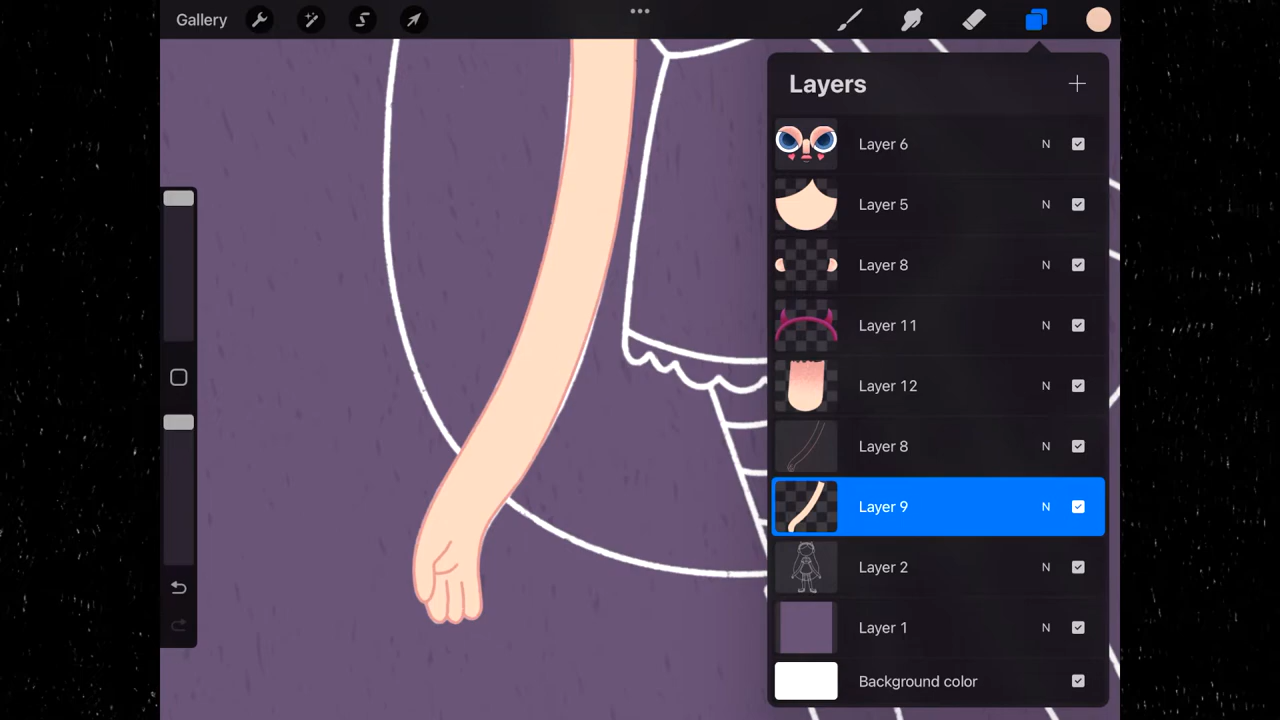 Gallery
Layers
Layer 6 N
Layer 5 N
Layer 8 N
Layer 11 N
Layer 12 N
Layer 8 N
Layer 9 N
Layer 2 N
Layer 1 N
Background color